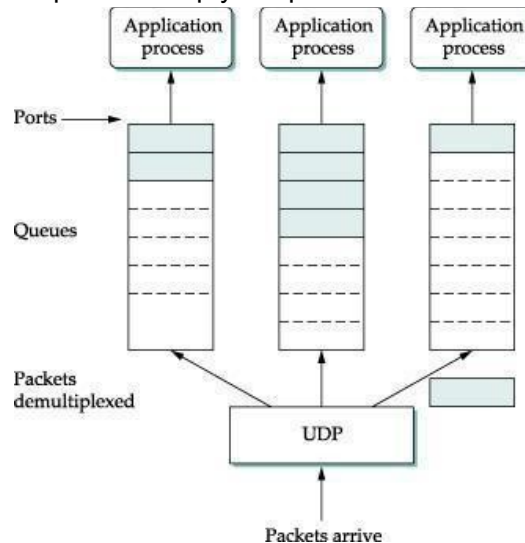 Application
process
Application
process
Application
process
Ports
Queues
Packets
demultiplexed
UDP
Packets arrive